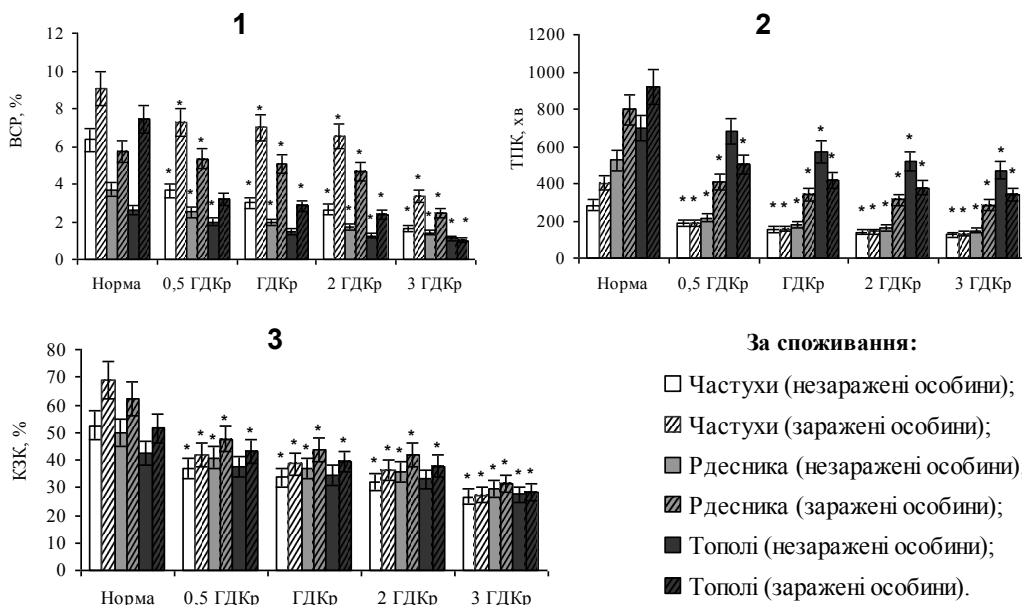 1
ВСР, %
12
10
8
6
4
2
0
Норма 0,5 ГДКр ГДКр 2 ГДКр 3 ГДКр
* * * * * *
* * * * * *
* * * * * *
* * * * * *
2
ТПК, хв
1200
1000
800
600
400
200
0
Норма 0,5 ГДКр ГДКр 2 ГДКр 3 ГДКр
3
КЗК, %
80
70
60
50
40
30
20
10
0
Норма 0,5 ГДКр ГДКр 2 ГДКр 3 ГДКр
За споживання:
Частухи (незаражені особини);
Частухи (заражені особини);
Рдесника (незаражені особини)
Рдесника (заражені особини);
Тополі (незаражені особини);
Тополі (заражені особини).